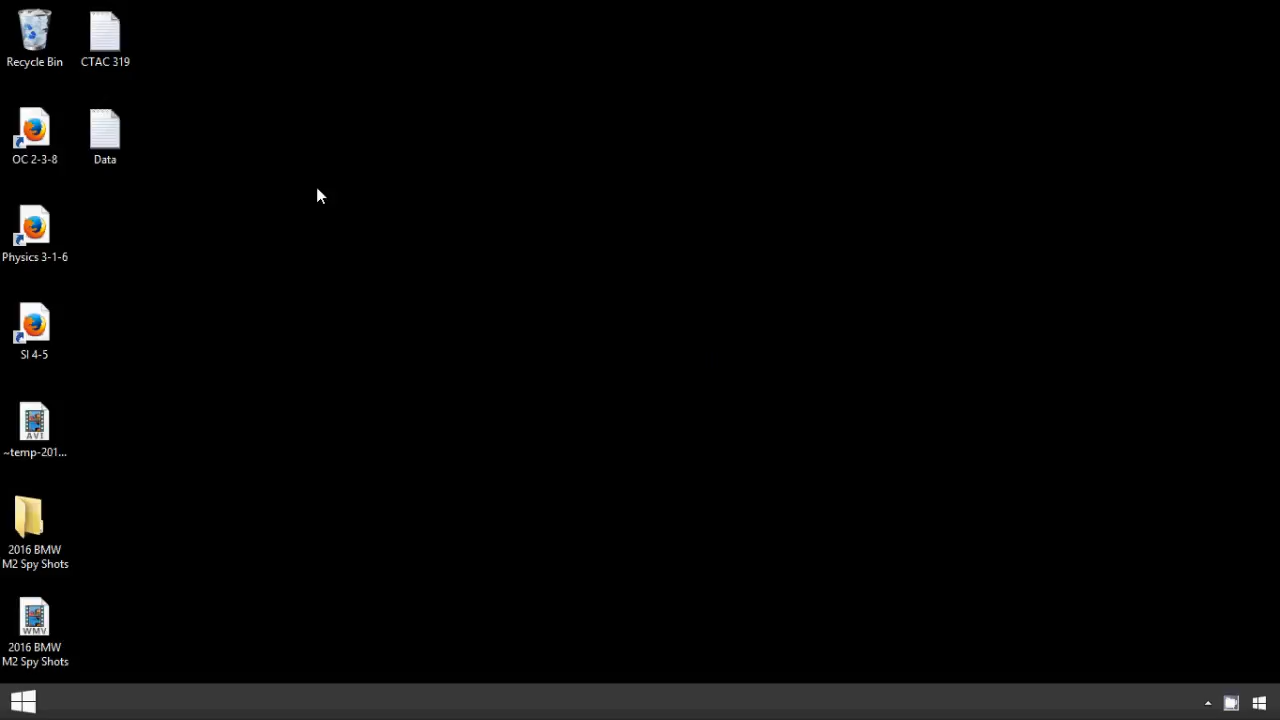 Recycle Bin
CTAC 319
OC 2-3-8
Data
Physics 3-1-6
SI 4-5
AVI
~temp-201...
2016 BMW
M2 Spy Shots
WMV
2016 BMW
M2 Spy Shots